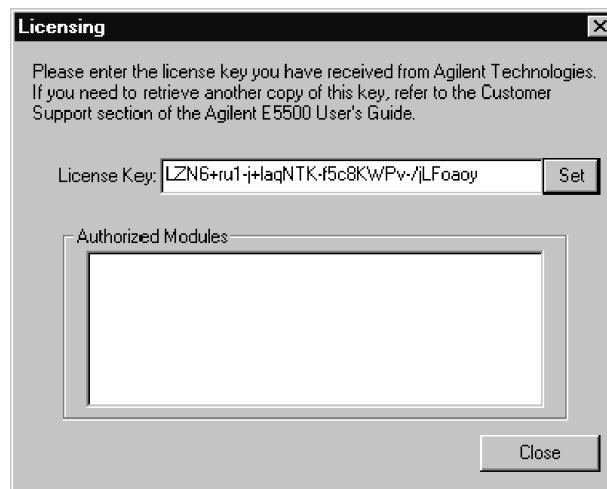 Licensing
Please enter the license key you have received from Agilent Technologies.
If you need to retrieve another copy of this key, refer to the Customer
Support section of the Agilent E5500 User's Guide.
License Key: LZN6+ru1-j+laqNTK-f5c8KWPv-/jLFoaoy Set
Authorized Modules
Close